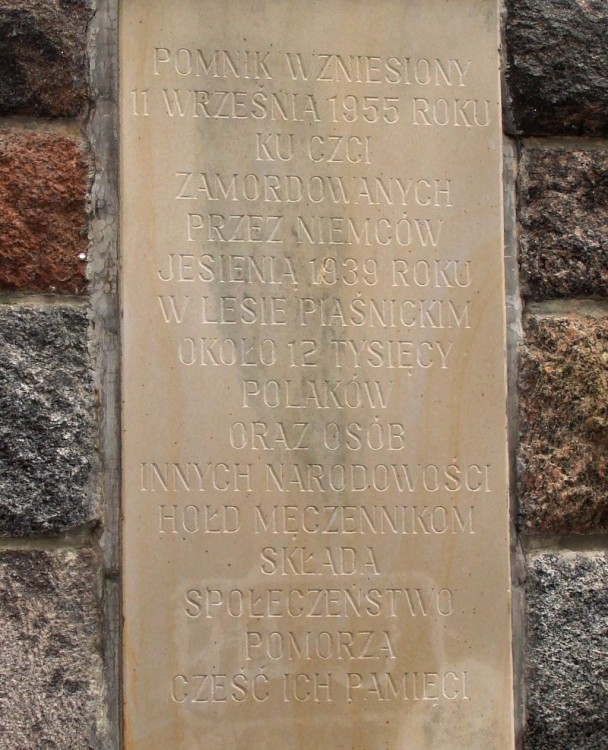 POMNIK WZNIESIONY
11 WRZEŚNIA 1955 ROKU
KU CZCI
ZAMORDOWANYCH
PRZEZ NIEMCÓW
JESIENIĄ 1939 ROKU
W LESIE PIAŚNICKIM
OKOŁO 12 TYSIĘCY
POLAKÓW
ORAZ OSÓB
INNYCH NARODOWOŚCI
HOŁD MĘCZENNIKOM
SKŁADA
SPOŁECZEŃSTWO
POMORZA
CZEŚĆ ICH PAMIĘCI